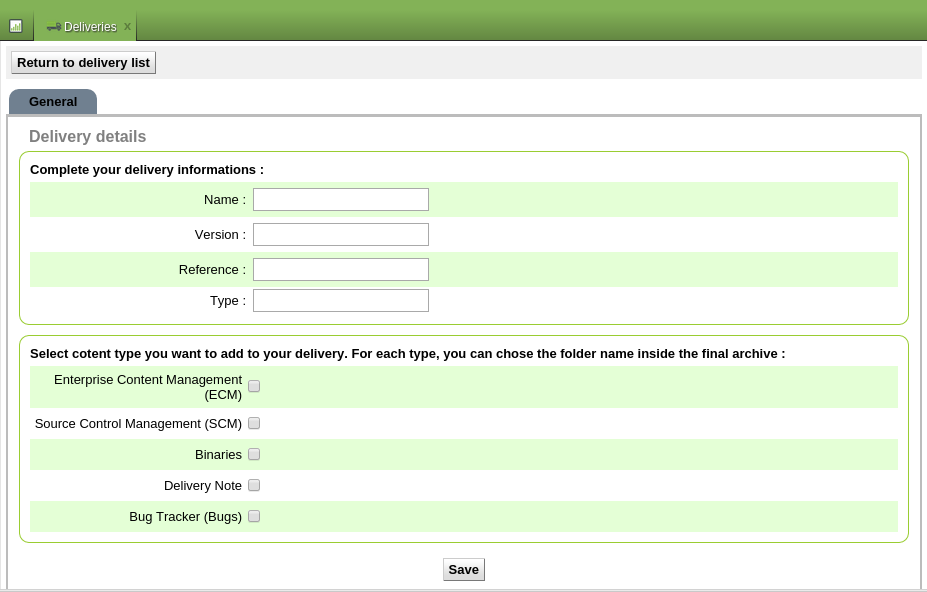 Deliveries x
Return to delivery list
General
Delivery details
Complete your delivery informations :
Name :
Version :
Reference :
Type :
Select cotent type you want to add to your delivery. For each type, you can chose the folder name inside the final archive :
Enterprise Content Management
(ECM)
Source Control Management (SCM)
Binaries
Delivery Note
Bug Tracker (Bugs)
Save